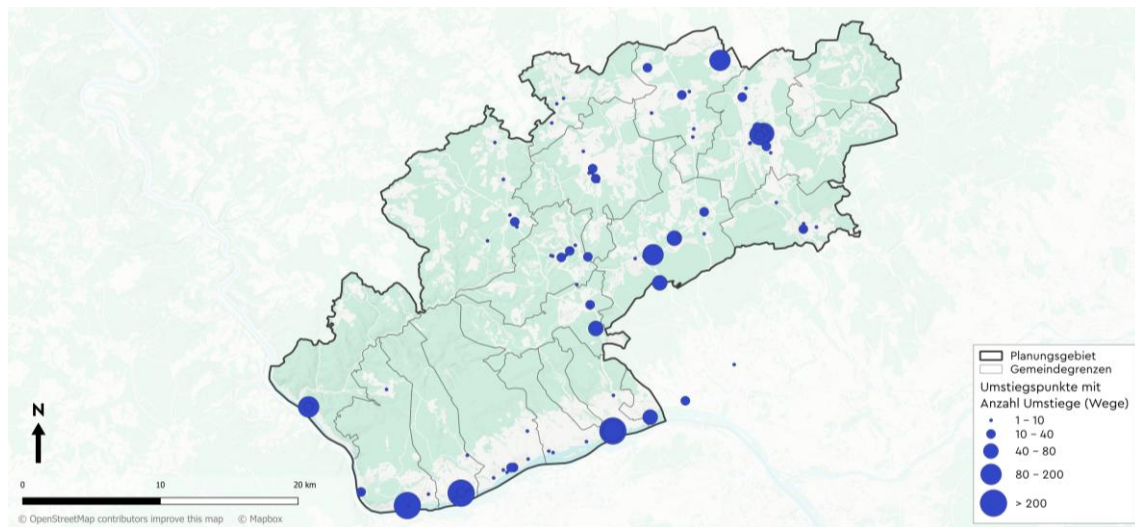 Planungsgebiet
Gemeindegrenzen
Umstiegspunkte mit
Anzahl Umstiege (Wege)
1 – 10
10 – 40
40 – 80
80 – 200
> 200
N
0 10 20 km
© OpenStreetMap contributors improve this map © Mapbox